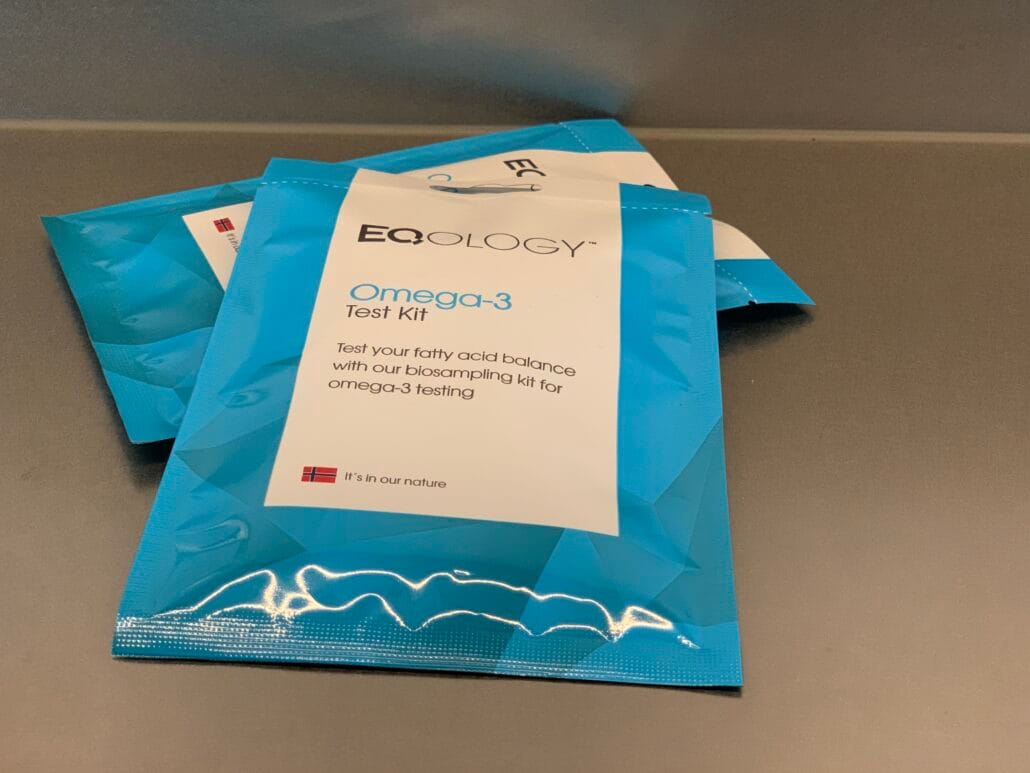 EQOLOGY™
Omega-3
Test Kit
Test your fatty acid balance
with our biosampling kit for
omega-3 testing
It´s in our nature
EQ